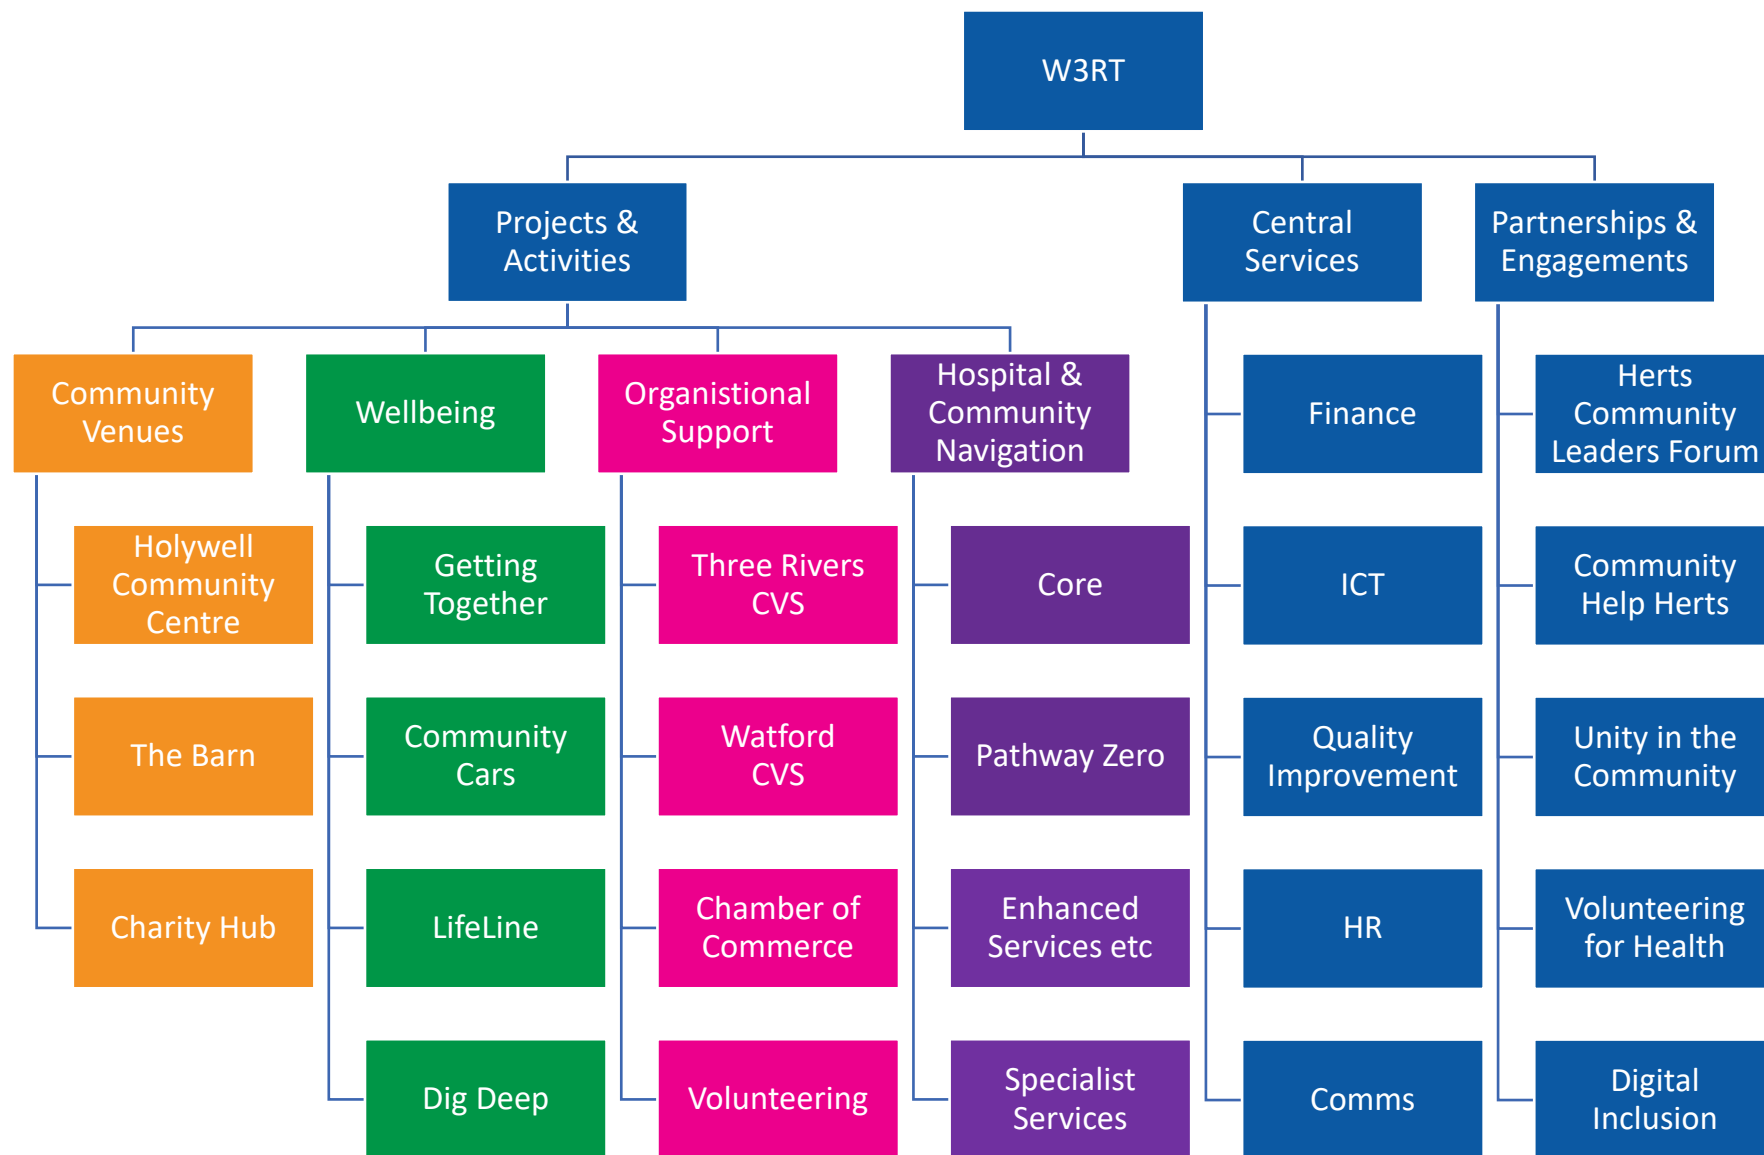 W3RT
Projects &
Activities
Central
Services
Partnerships &
Engagements
Community
Venues
Wellbeing
Organistional
Support
Hospital &
Community
Navigation
Finance
Herts
Community
Leaders Forum
Holywell
Community
Centre
Getting
Together
Three Rivers
CVS
Core
ICT
Community
Help Herts
The Barn
Community
Cars
Watford
CVS
Pathway Zero
Quality
Improvement
Unity in the
Community
Charity Hub
LifeLine
Chamber of
Commerce
Enhanced
Services etc
HR
Volunteering
for Health
Dig Deep
Volunteering
Specialist
Services
Comms
Digital
Inclusion